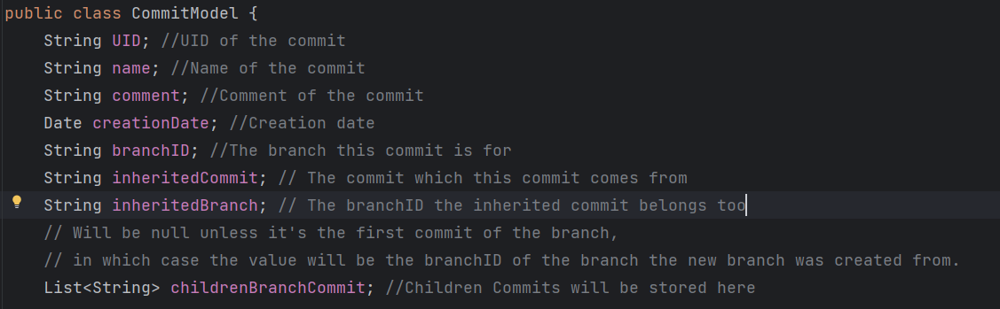 public class CommitModel {
String UID; //UID of the commit
String name; //Name of the commit
String comment; //Comment of the commit
Date creationDate; //Creation date
String branchID; //The branch this commit is for
String inheritedCommit; // The commit which this commit comes from
String inheritedBranch; // The branchID the inherited commit belongs too
// Will be null unless it's the first commit of the branch,
// in which case the value will be the branchID of the branch the new branch was created from.
List<String> childrenBranchCommit; //Children Commits will be stored here